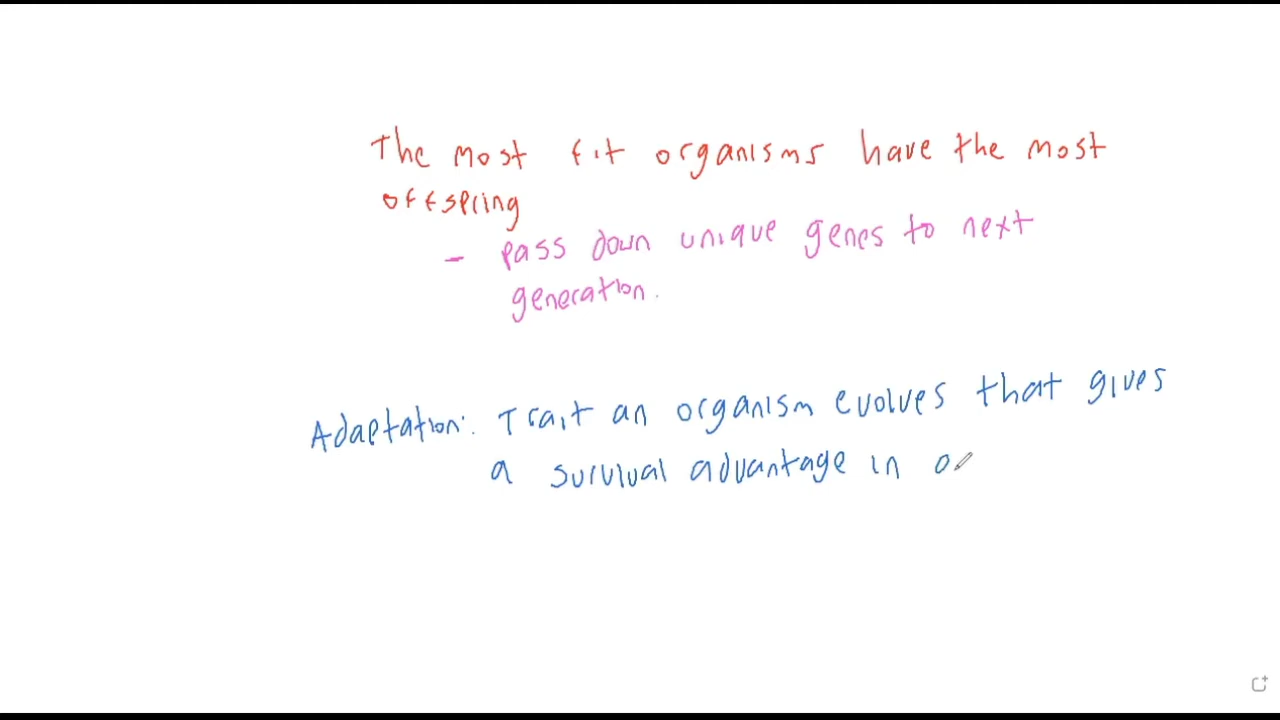 The most fit organisms have the most
offspring
- pass down unique genes to next
generation.
Adaptation: Trait an organism evolves that gives
a survival advantage in